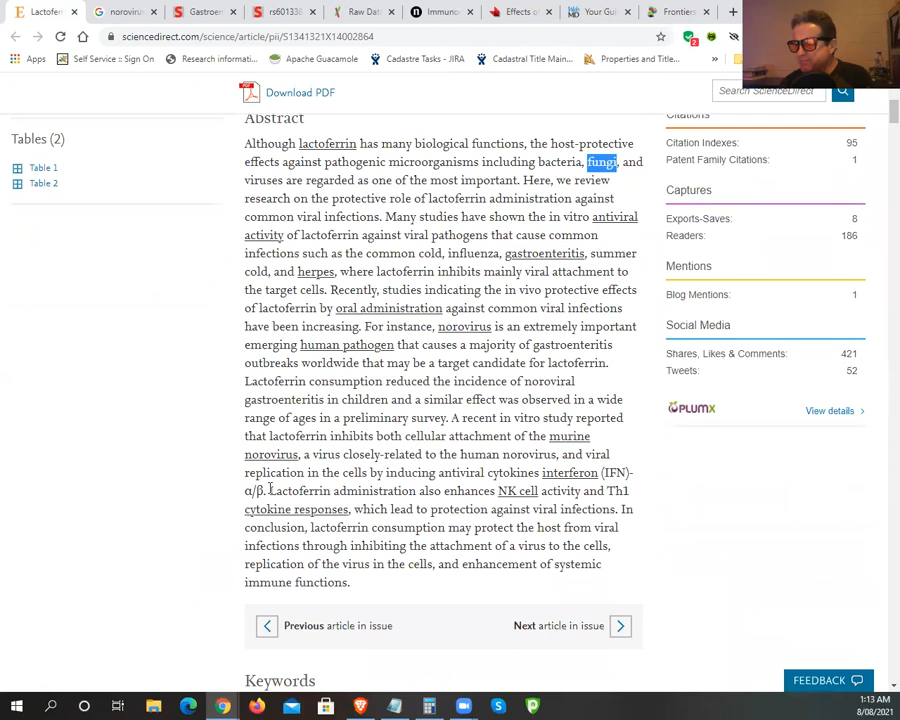 Lactofer
noroviru
Gastroen
rs601338
Raw Dat
Immuno
Effects o
Your Gui
Frontiers
sciencedirect.com/science/article/pii/S1341321X14002864
2
Apps
Self Service :: Sign On
Research informati...
Apache Guacamole
Cadastre Tasks - JIRA
Cadastral Title Main...
Properties and Title...
PDF
Download PDF
Search ScienceDirect
Tables (2)
Table 1
Table 2
Abstract
Although lactoferrin has many biological functions, the host-protective
effects against pathogenic microorganisms including bacteria, fungi, and
viruses are regarded as one of the most important. Here, we review
research on the protective role of lactoferrin administration against
common viral infections. Many studies have shown the in vitro antiviral
activity of lactoferrin against viral pathogens that cause common
infections such as the common cold, influenza, gastroenteritis, summer
cold, and herpes, where lactoferrin inhibits mainly viral attachment to
the target cells. Recently, studies indicating the in vivo protective effects
of lactoferrin by oral administration against common viral infections
have been increasing. For instance, norovirus is an extremely important
emerging human pathogen that causes a majority of gastroenteritis
outbreaks worldwide that may be a target candidate for lactoferrin.
Lactoferrin consumption reduced the incidence of noroviral
gastroenteritis in children and a similar effect was observed in a wide
range of ages in a preliminary survey. A recent in vitro study reported
that lactoferrin inhibits both cellular attachment of the murine
norovirus, a virus closely-related to the human norovirus, and viral
replication in the cells by inducing antiviral cytokines interferon (IFN)-
α/β. Lactoferrin administration also enhances NK cell activity and Th1
cytokine responses, which lead to protection against viral infections. In
conclusion, lactoferrin consumption may protect the host from viral
infections through inhibiting the attachment of a virus to the cells,
replication of the virus in the cells, and enhancement of systemic
immune functions.
Previous article in issue
Next article in issue
Keywords
Citations
Citation Indexes: 95
Patent Family Citations: 1
Captures
Exports-Saves: 8
Readers: 186
Mentions
Blog Mentions: 1
Social Media
Shares, Likes & Comments: 421
Tweets: 52
PLUMX
View details
FEEDBACK
1:13 AM
8/08/2021